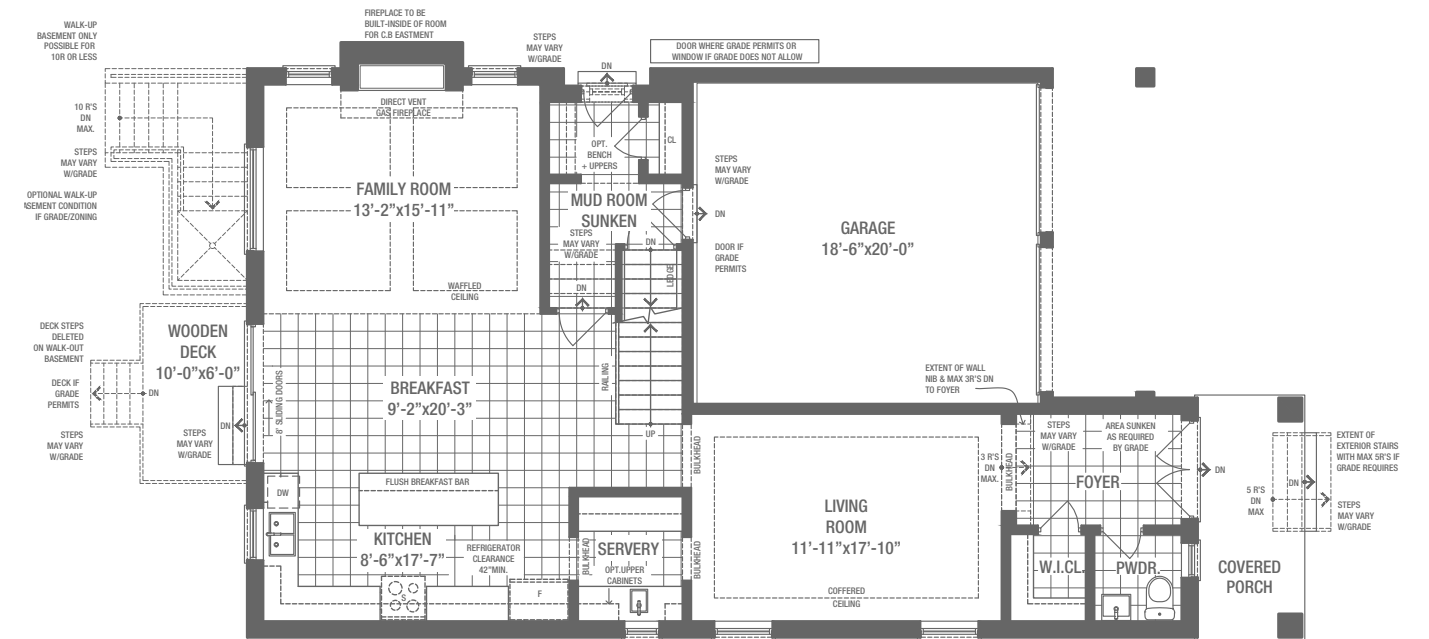 FIREPLACE TO BE
BUILT-INSIDE OF ROOM
FOR C.B EASTMENT
WALK-UP
BASEMENT ONLY
POSSIBLE FOR
10R OR LESS
STEPS
MAY VARY
W/GRADE
DOOR WHERE GRADE PERMITS OR
WINDOW IF GRADE DOES NOT ALLOW
DN
10 R'S
DN
MAX.
STEPS
MAY VARY
W/GRADE
OPTIONAL WALK-UP
ASEMENT CONDITION
IF GRADE/ZONING
DIRECT VENT
GAS FIREPLACE
FAMILY ROOM
13'-2"x15'-11"
WAFFLED
CEILING
OPT.
BENCH
+ UPPERS
CL
MUD ROOM
SUNKEN
STEPS
MAY VARY
W/GRADE
DN
DN
LEDGE
STEPS
MAY VARY
W/GRADE
DN
DOOR IF
GRADE
PERMITS
GARAGE
18'-6"x20'-0"
DECK STEPS
DELETED
ON WALK-OUT
BASEMENT
DECK IF
GRADE
PERMITS
STEPS
MAY VARY
W/GRADE
DN
WOODEN
DECK
10'-0"x6'-0"
STEPS
MAY VARY
W/GRADE
DN
8' SLIDING DOORS
BREAKFAST
9'-2"x20'-3"
RAILING
UP
EXTENT OF WALL
NIB & MAX 3R'S DN
TO FOYER
BULKHEAD
3 R'S
DN
MAX.
BULKHEAD
STEPS
MAY VARY
W/GRADE
AREA SUNKEN
AS REQUIRED
BY GRADE
FOYER
DN
EXTENT OF
EXTERIOR STAIRS
WITH MAX 5R'S IF
GRADE REQUIRES
5 R'S
DN
MAX
DN
STEPS
MAY VARY
W/GRADE
DW
FLUSH BREAKFAST BAR
KITCHEN
8'-6"x17'-7"
REFRIGERATOR
CLEARANCE
42"MIN.
S
F
BULKHEAD
SERVERY
OPT.UPPER
CABINETS
BULKHEAD
LIVING
ROOM
11'-11"x17'-10"
COFFERED
CEILING
W.I.CL.
PWDR.
COVERED
PORCH